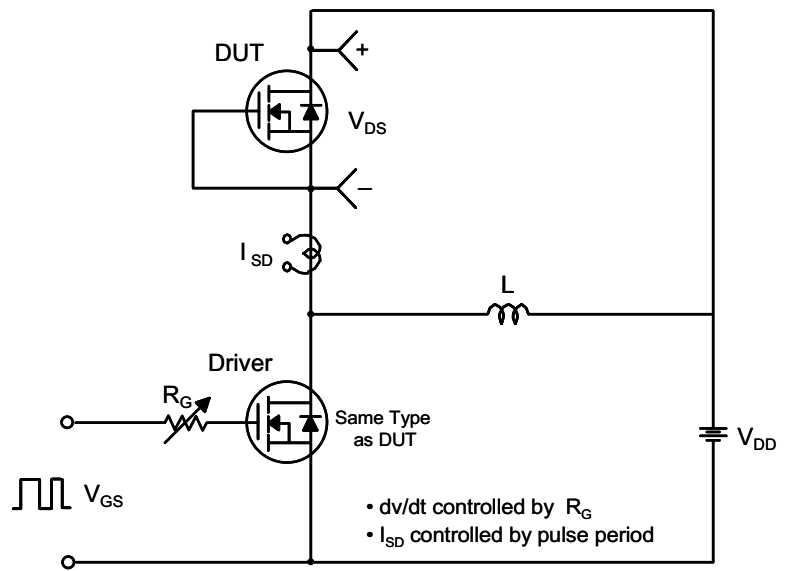 DUT
+
V_DS
–
I_SD
L
Driver
R_G
Same Type
as DUT
V_DD
V_GS
• dv/dt controlled by R_G
• I_SD controlled by pulse period